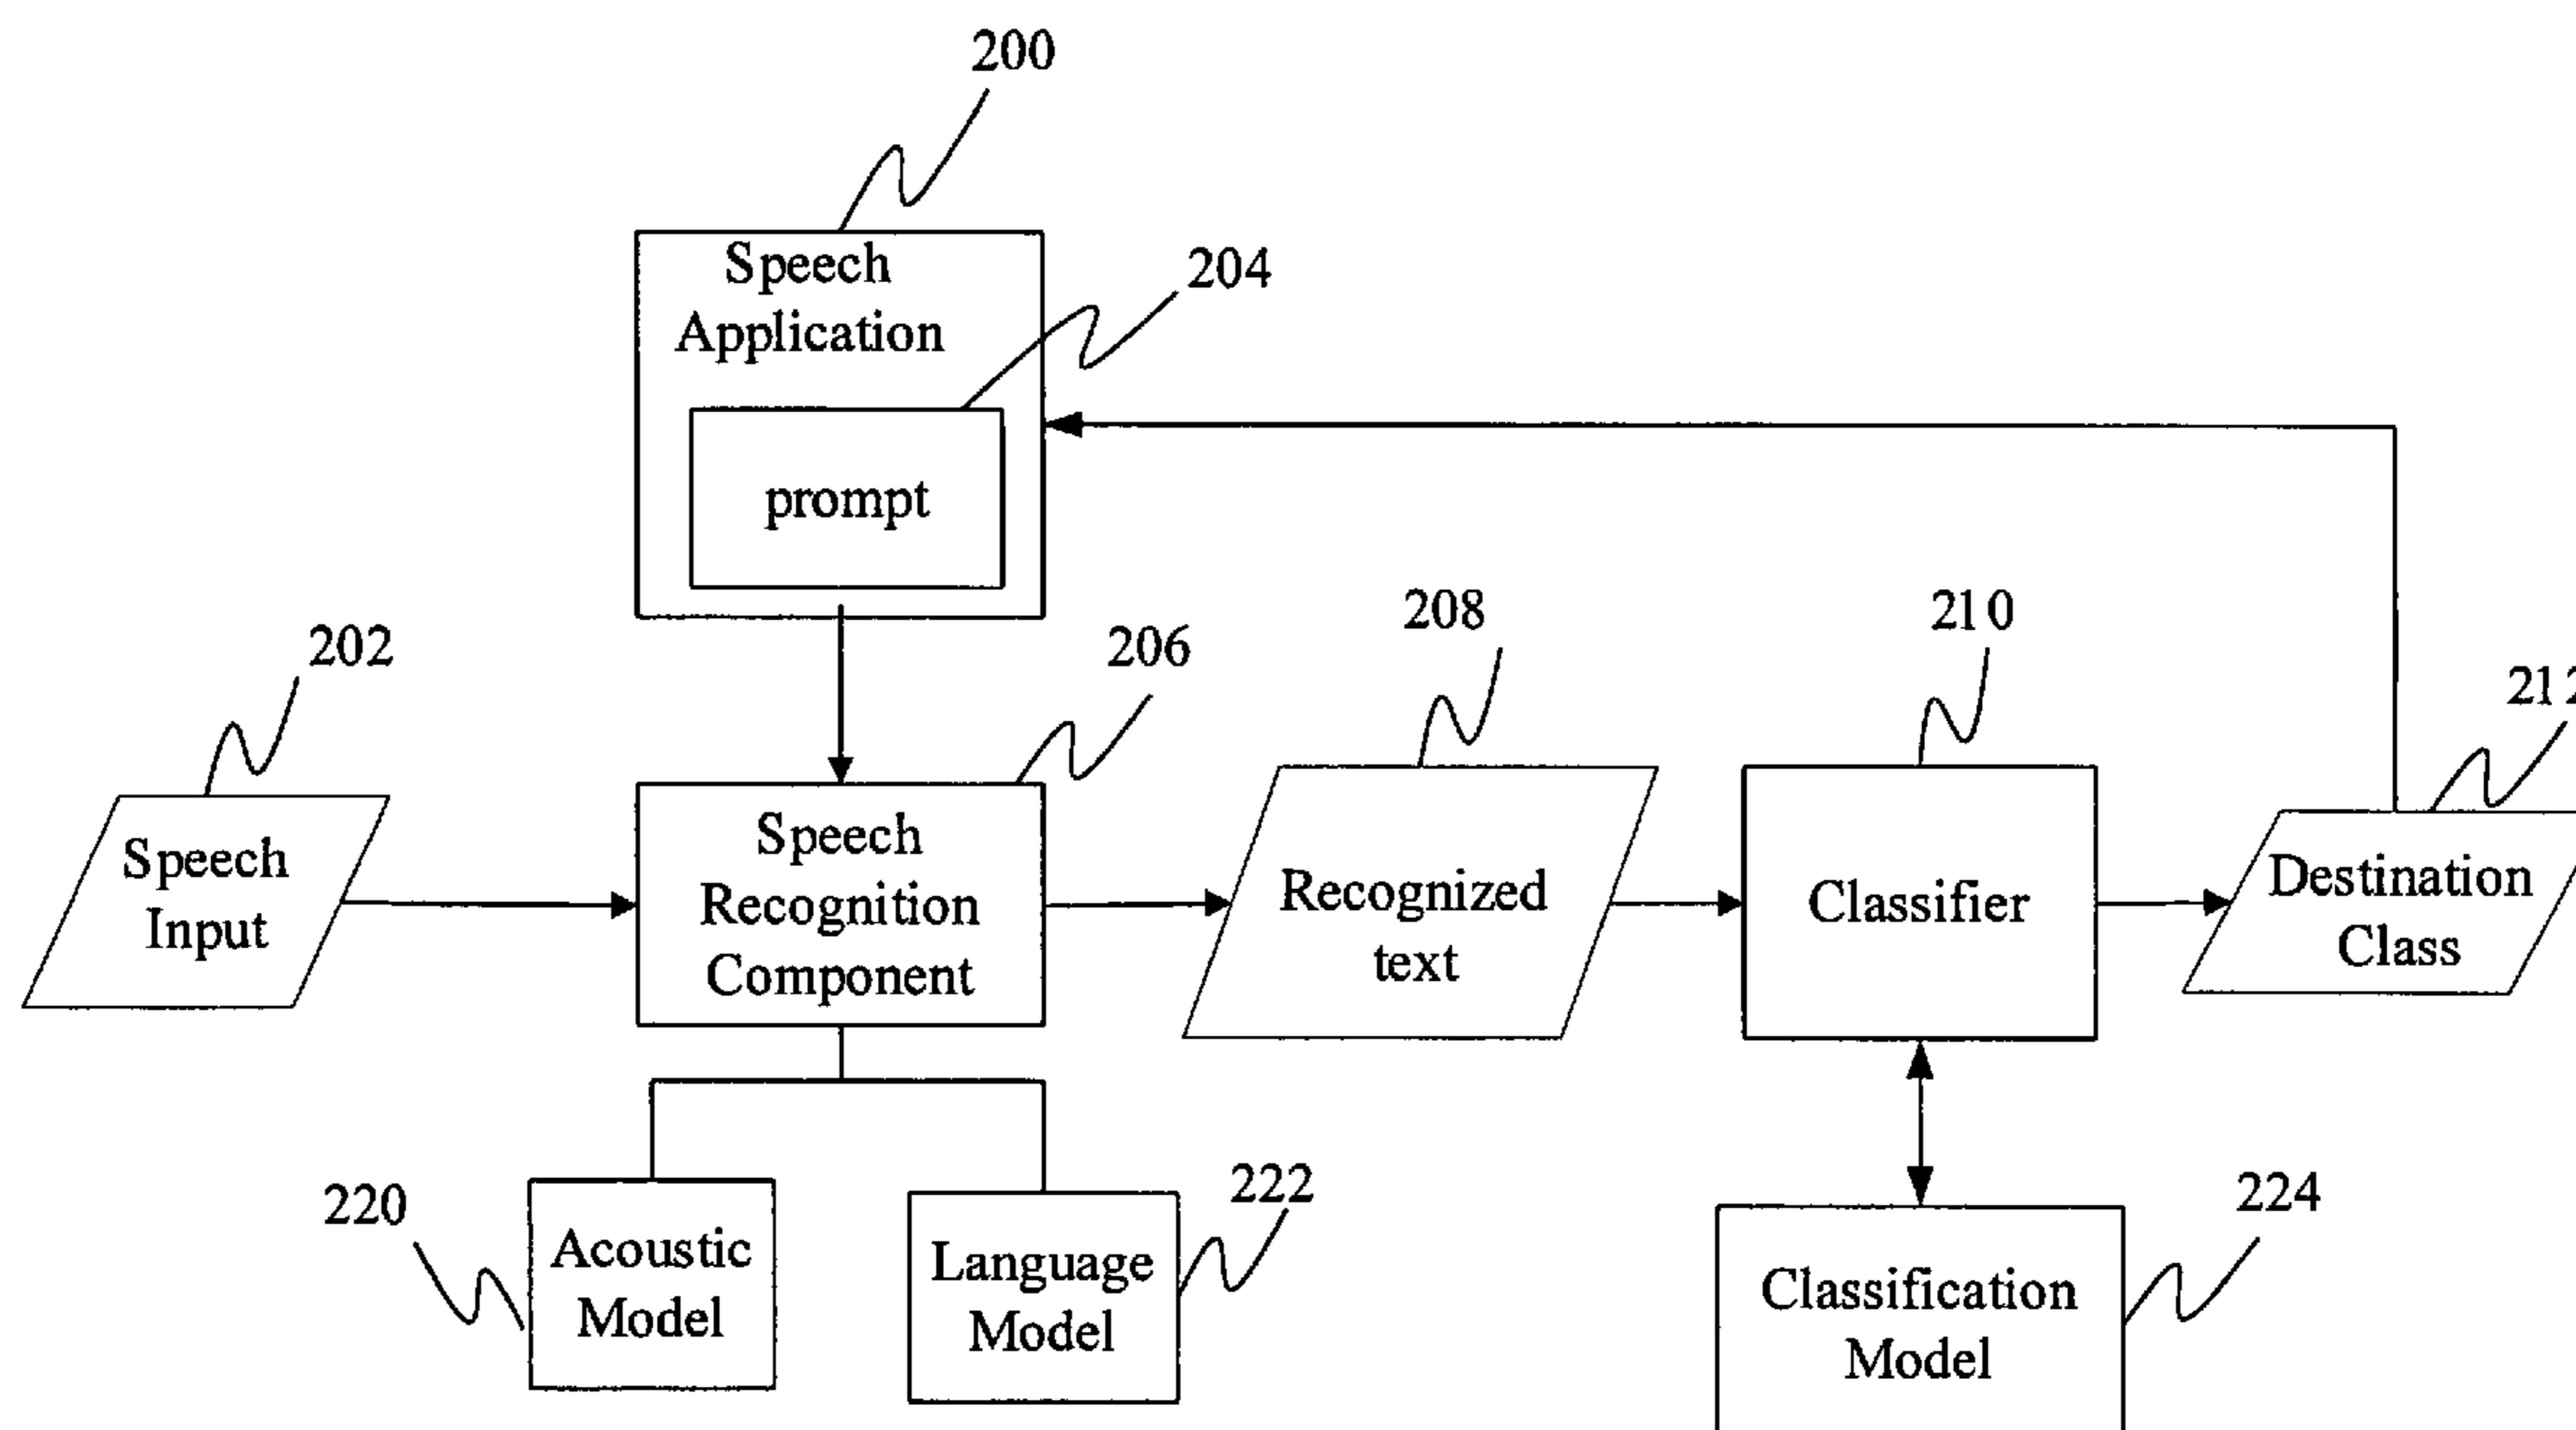 200
Speech
Application
204
prompt
202
206
208
210
212
Speech
Input
Speech
Recognition
Component
Recognized
text
Classifier
Destination
Class
220
Acoustic
Model
222
Language
Model
224
Classification
Model